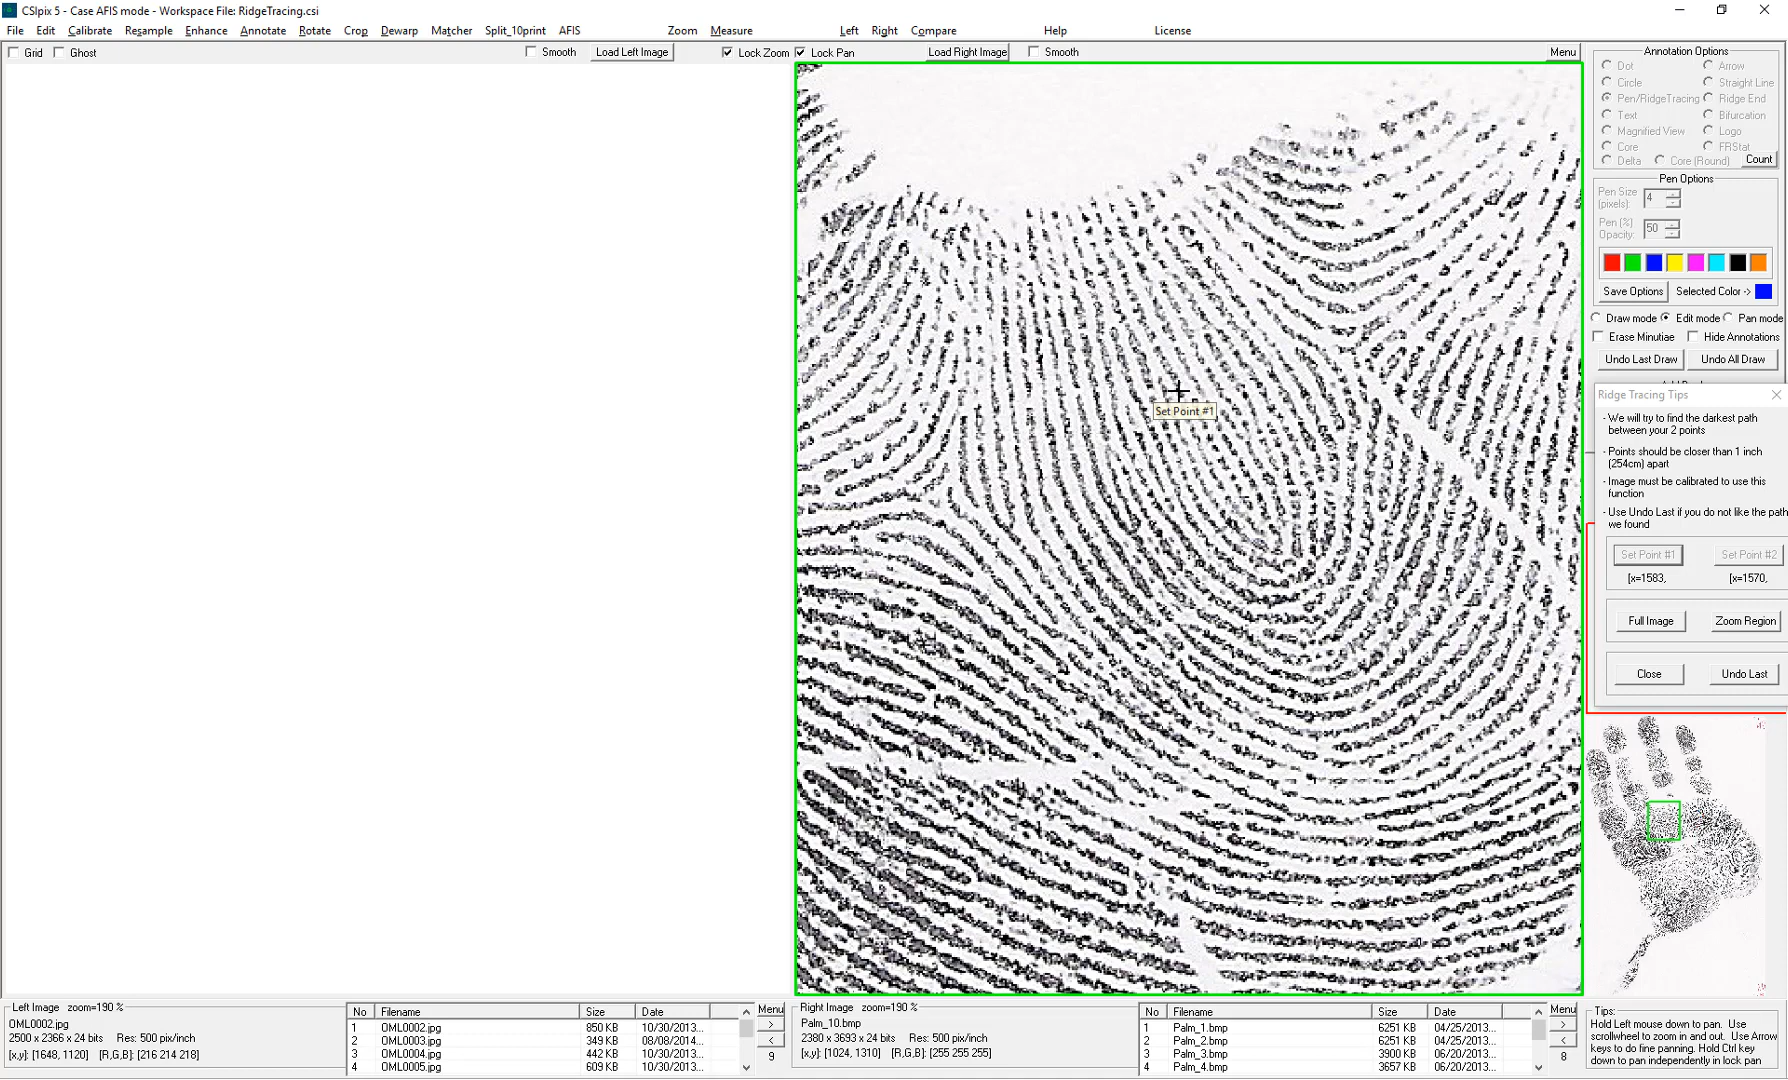 CSIpix 5 - Case AFIS mode - Workspace File: RidgeTracing.csi
File Edit Calibrate Resample Enhance Annotate Rotate Crop Dewarp Matcher Split_10print AFIS Zoom Measure Left Right Compare Help License
Grid Ghost Smooth Load Left Image Lock Zoom Lock Pan Load Right Image Smooth Menu
Annotation Options
Dot Arrow
Circle Straight Line
Pen/RidgeTracing Ridge End
Text Bifurcation
Magnified View Logo
Core FRStat
Delta Core (Round) Count
Pen Options
Pen Size
(pixels): 4
Pen (%)
Opacity: 50
Save Options Selected Color ->
Draw mode Edit mode Pan mode
Erase Minutiae Hide Annotations
Undo Last Draw Undo All Draw
Set Point #1
Ridge Tracing Tips
- We will try to find the darkest path
between your 2 points
- Points should be closer than 1 inch
(254cm) apart
- Image must be calibrated to use this
function
- Use Undo Last if you do not like the path
we found
Set Point #1 Set Point #2
[x=1583, [x=1570,
Full Image Zoom Region
Close Undo Last
Left Image zoom=190 %
OML0002.jpg
2500 x 2366 x 24 bits Res: 500 pix/inch
[x,y]: [1648, 1120] [R,G,B]: [216 214 218]
No Filename Size Date
1 OML0002.jpg 850 KB 10/30/2013...
2 OML0003.jpg 349 KB 08/08/2014...
3 OML0004.jpg 442 KB 10/30/2013...
4 OML0005.jpg 609 KB 10/30/2013...
Menu
>
<
9
Right Image zoom=190 %
Palm_10.bmp
2380 x 3693 x 24 bits Res: 500 pix/inch
[x,y]: [1024, 1310] [R,G,B]: [255 255 255]
No Filename Size Date
1 Palm_1.bmp 6251 KB 04/25/2013...
2 Palm_2.bmp 6251 KB 04/25/2013...
3 Palm_3.bmp 3900 KB 06/20/2013...
4 Palm_4.bmp 3657 KB 06/20/2013...
Menu
>
<
8
Tips:
Hold Left mouse down to pan. Use
scrollwheel to zoom in and out. Use Arrow
keys to do fine panning. Hold Ctrl key
down to pan independently in lock pan